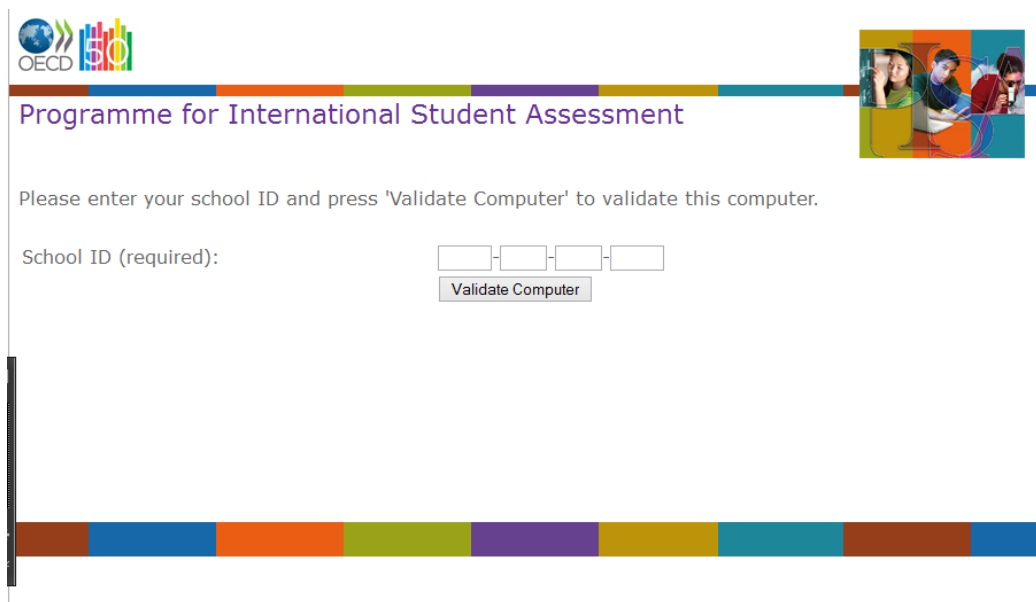 OECD 50
PISA
Programme for International Student Assessment
Please enter your school ID and press 'Validate Computer' to validate this computer.
School ID (required):
- - -
Validate Computer